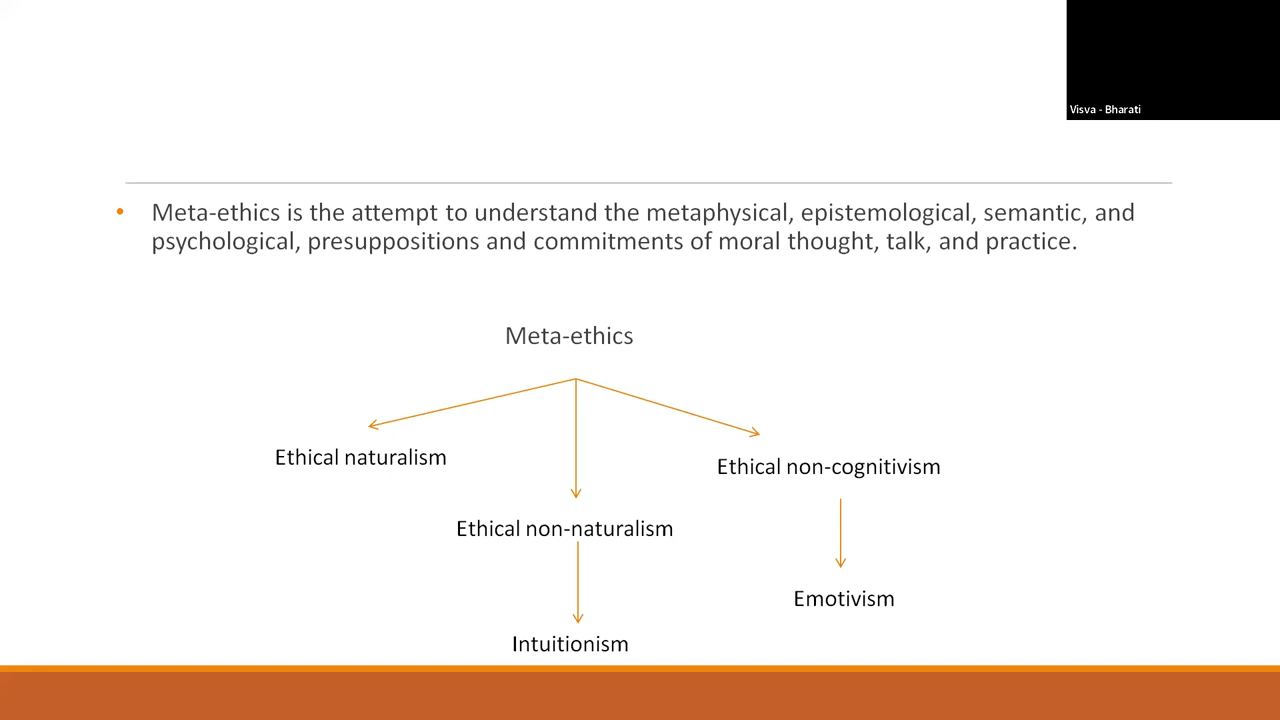 Visva - Bharati
• Meta-ethics is the attempt to understand the metaphysical, epistemological, semantic, and
psychological, presuppositions and commitments of moral thought, talk, and practice.
Meta-ethics
Ethical naturalism
Ethical non-cognitivism
Ethical non-naturalism
Emotivism
Intuitionism